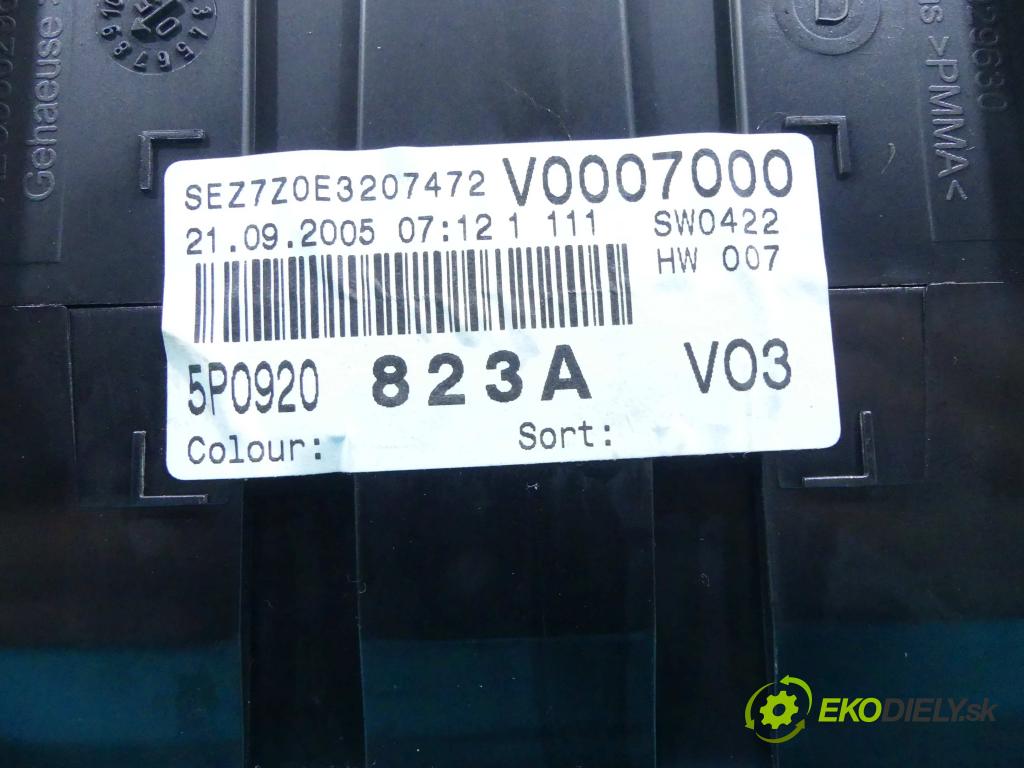 Gehaeuse
>PMMA<
29630
SEZ7Z0E3207472 V0007000
21.09.2005 07:12 1 111 SW0422
HW 007
5P0920 823A V03
Colour: Sort:
EKODIELY.sk